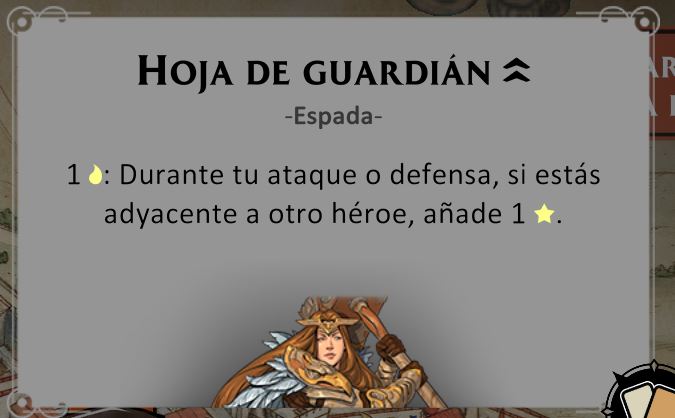 HOJA DE GUARDIÁN
-Espada-
1 : Durante tu ataque o defensa, si estás
adyacente a otro héroe, añade 1 .